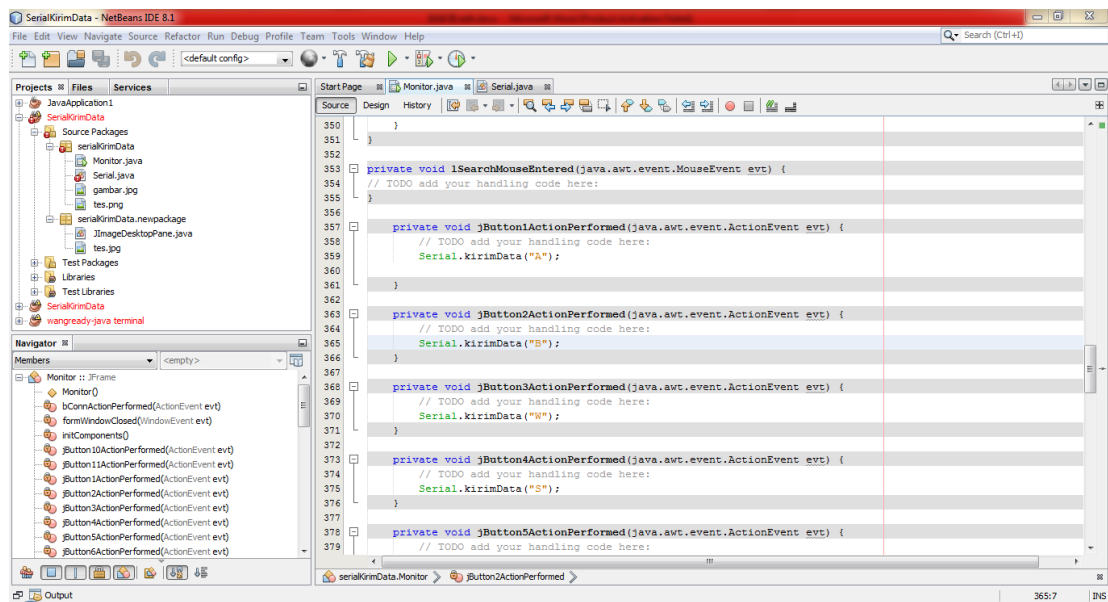 SerialKirimData - NetBeans IDE 8.1
File Edit View Navigate Source Refactor Run Debug Profile Team Tools Window Help
Search (Ctrl+I)
<default config>
Projects Files Services
JavaApplication1
SerialKirimData
Source Packages
serialKirimData
Monitor.java
Serial.java
gambar.jpg
tes.png
serialKirimData.newpackage
JImageDesktopPane.java
tes.jpg
Test Packages
Libraries
Test Libraries
SerialKirimData
wangready-java terminal
Navigator
Members <empty>
Monitor :: JFrame
Monitor()
bConnActionPerformed(ActionEvent evt)
formWindowClosed(WindowEvent evt)
initComponents()
jButton10ActionPerformed(ActionEvent evt)
jButton11ActionPerformed(ActionEvent evt)
jButton1ActionPerformed(ActionEvent evt)
jButton2ActionPerformed(ActionEvent evt)
jButton3ActionPerformed(ActionEvent evt)
jButton4ActionPerformed(ActionEvent evt)
jButton5ActionPerformed(ActionEvent evt)
jButton6ActionPerformed(ActionEvent evt)
Start Page Monitor.java Serial.java
Source Design History
350 }
351 }
352
353 private void lSearchMouseEntered(java.awt.event.MouseEvent evt) {
354 // TODO add your handling code here:
355 }
356
357 private void jButton1ActionPerformed(java.awt.event.ActionEvent evt) {
358 // TODO add your handling code here:
359 Serial.kirimData("A");
360
361 }
362
363 private void jButton2ActionPerformed(java.awt.event.ActionEvent evt) {
364 // TODO add your handling code here:
365 Serial.kirimData("B");
366 }
367
368 private void jButton3ActionPerformed(java.awt.event.ActionEvent evt) {
369 // TODO add your handling code here:
370 Serial.kirimData("W");
371 }
372
373 private void jButton4ActionPerformed(java.awt.event.ActionEvent evt) {
374 // TODO add your handling code here:
375 Serial.kirimData("S");
376 }
377
378 private void jButton5ActionPerformed(java.awt.event.ActionEvent evt) {
379 // TODO add your handling code here:
serialKirimData.Monitor jButton2ActionPerformed
Output
365:7 INS